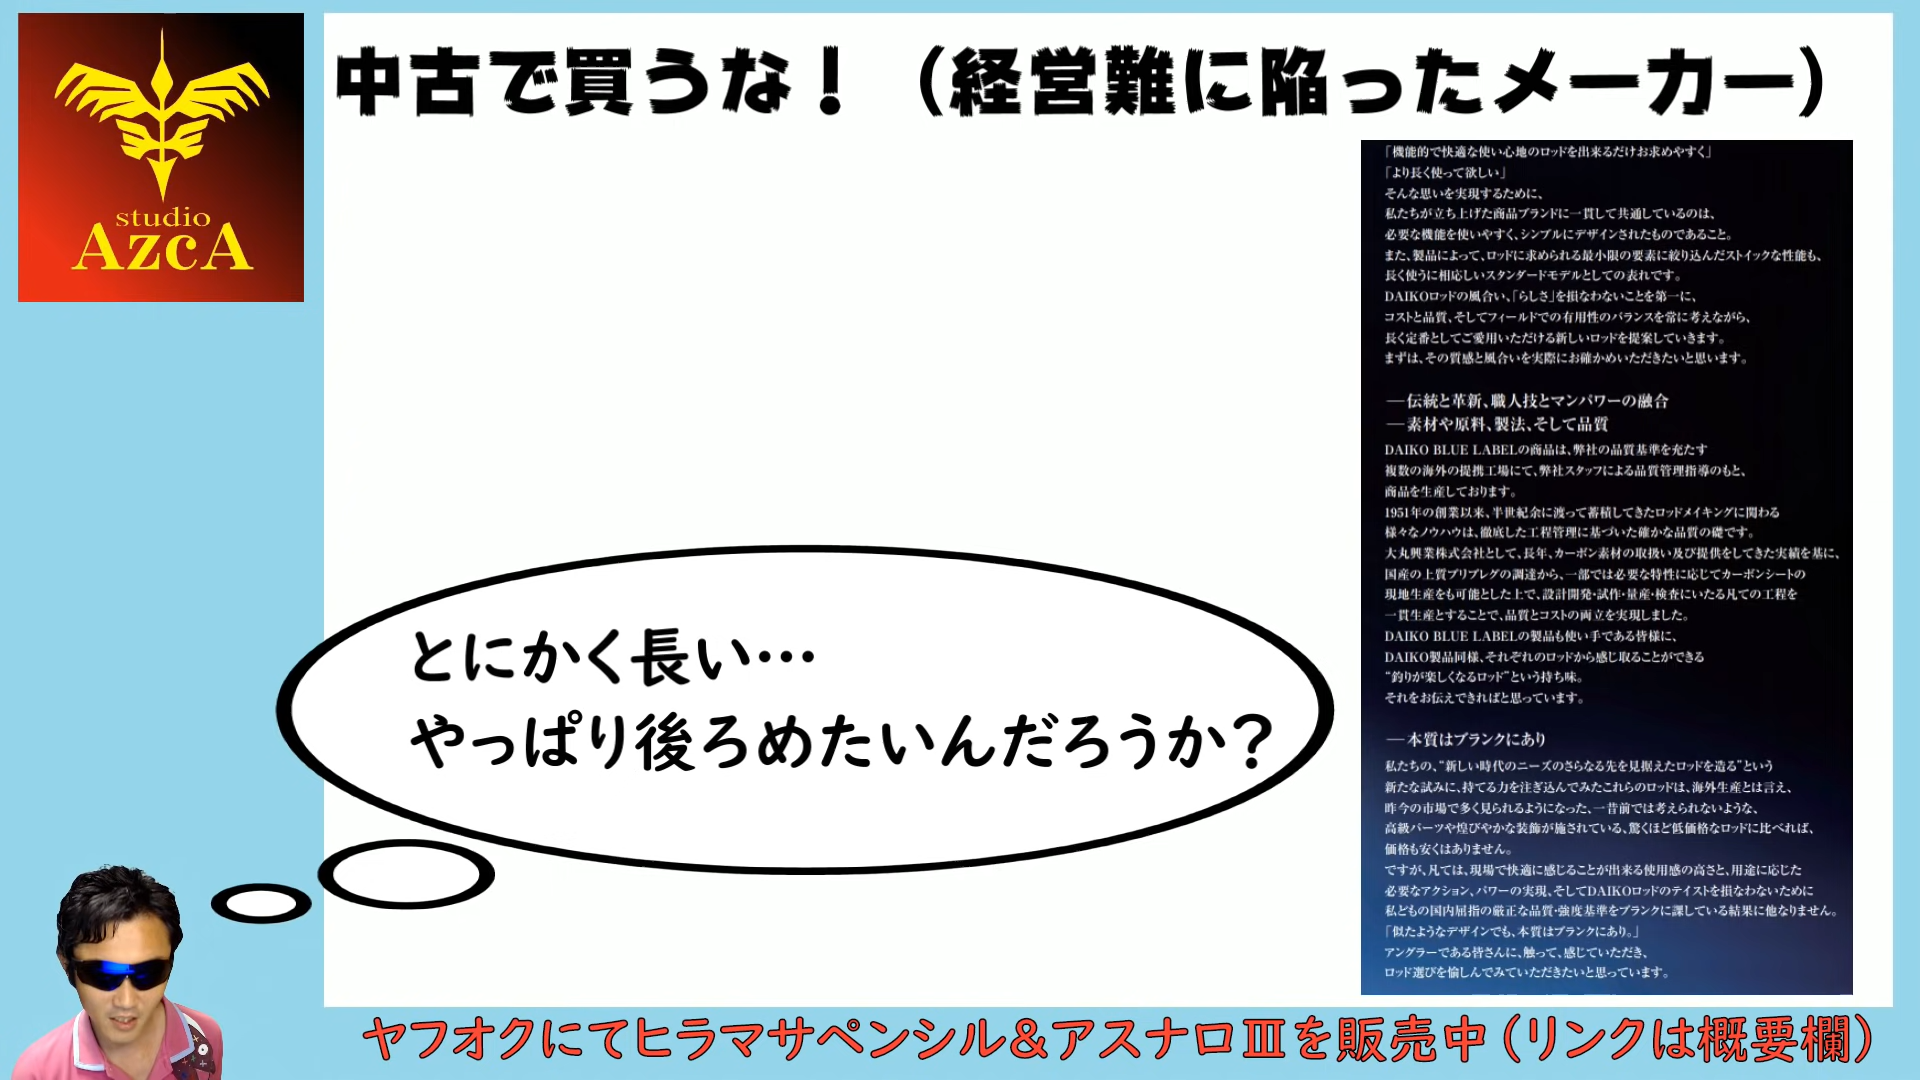 studio
AzcA
中古で買うな！（経営難に陥ったメーカー）
「機能的で快適な使い心地のロッドを出来るだけお求めやすく」
「より長く使って欲しい」
そんな思いを実現するために、
私たちが立ち上げた商品ブランドに一貫して共通しているのは、
必要な機能を使いやすく、シンプルにデザインされたものであること。
また、製品によって、ロッドに求められる最小限の要素に絞り込んだストイックな性能も、
長く使うに相応しいスタンダードモデルとしての表れです。
DAIKOロッドの風合い、「らしさ」を損なわないことを第一に、
コストと品質、そしてフィールドでの有用性のバランスを常に考えながら、
長く定番としてご愛用いただける新しいロッドを提案していきます。
まずは、その質感と風合いを実際にお確かめいただきたいと思います。
―伝統と革新、職人技とマンパワーの融合
―素材や原料、製法、そして品質
DAIKO BLUE LABELの商品は、弊社の品質基準を充たす
複数の海外の提携工場にて、弊社スタッフによる品質管理指導のもと、
商品を生産しております。
1951年の創業以来、半世紀余に渡って蓄積してきたロッドメイキングに関わる
様々なノウハウは、徹底した工程管理に基づいた確かな品質の礎です。
大丸興業株式会社として、長年、カーボン素材の取扱い及び提供をしてきた実績を基に、
国産の上質プリプレグの調達から、一部では必要な特性に応じてカーボンシートの
現地生産をも可能とした上で、設計開発・試作・量産・検査にいたる凡ての工程を
一貫生産とすることで、品質とコストの両立を実現しました。
DAIKO BLUE LABELの製品も使い手である皆様に、
DAIKO製品同様、それぞれのロッドから感じ取ることができる
“釣りが楽しくなるロッド”という持ち味。
それをお伝えできればと思っています。
―本質はブランクにあり
私たちの、“新しい時代のニーズのさらなる先を見据えたロッドを造る”という
新たな試みに、持てる力を注ぎ込んでみたこれらのロッドは、海外生産とは言え、
昨今の市場で多く見られるようになった、一昔前では考えられないような、
高級パーツや煌びやかな装飾が施されている、驚くほど低価格なロッドに比べれば、
価格も安くはありません。
ですが、凡ては、現場で快適に感じることが出来る使用感の高さと、用途に応じた
必要なアクション、パワーの実現、そしてDAIKOロッドのテイストを損なわないために
私どもの国内屈指の厳正な品質・強度基準をブランクに課している結果に他なりません。
「似たようなデザインでも、本質はブランクにあり。」
アングラーである皆さんに、触って、感じていただき、
ロッド選びを愉しんでみていただきたいと思っています。
とにかく長い…
やっぱり後ろめたいんだろうか？
ヤフオクにてヒラマサペンシル＆アスナロⅢを販売中（リンクは概要欄）